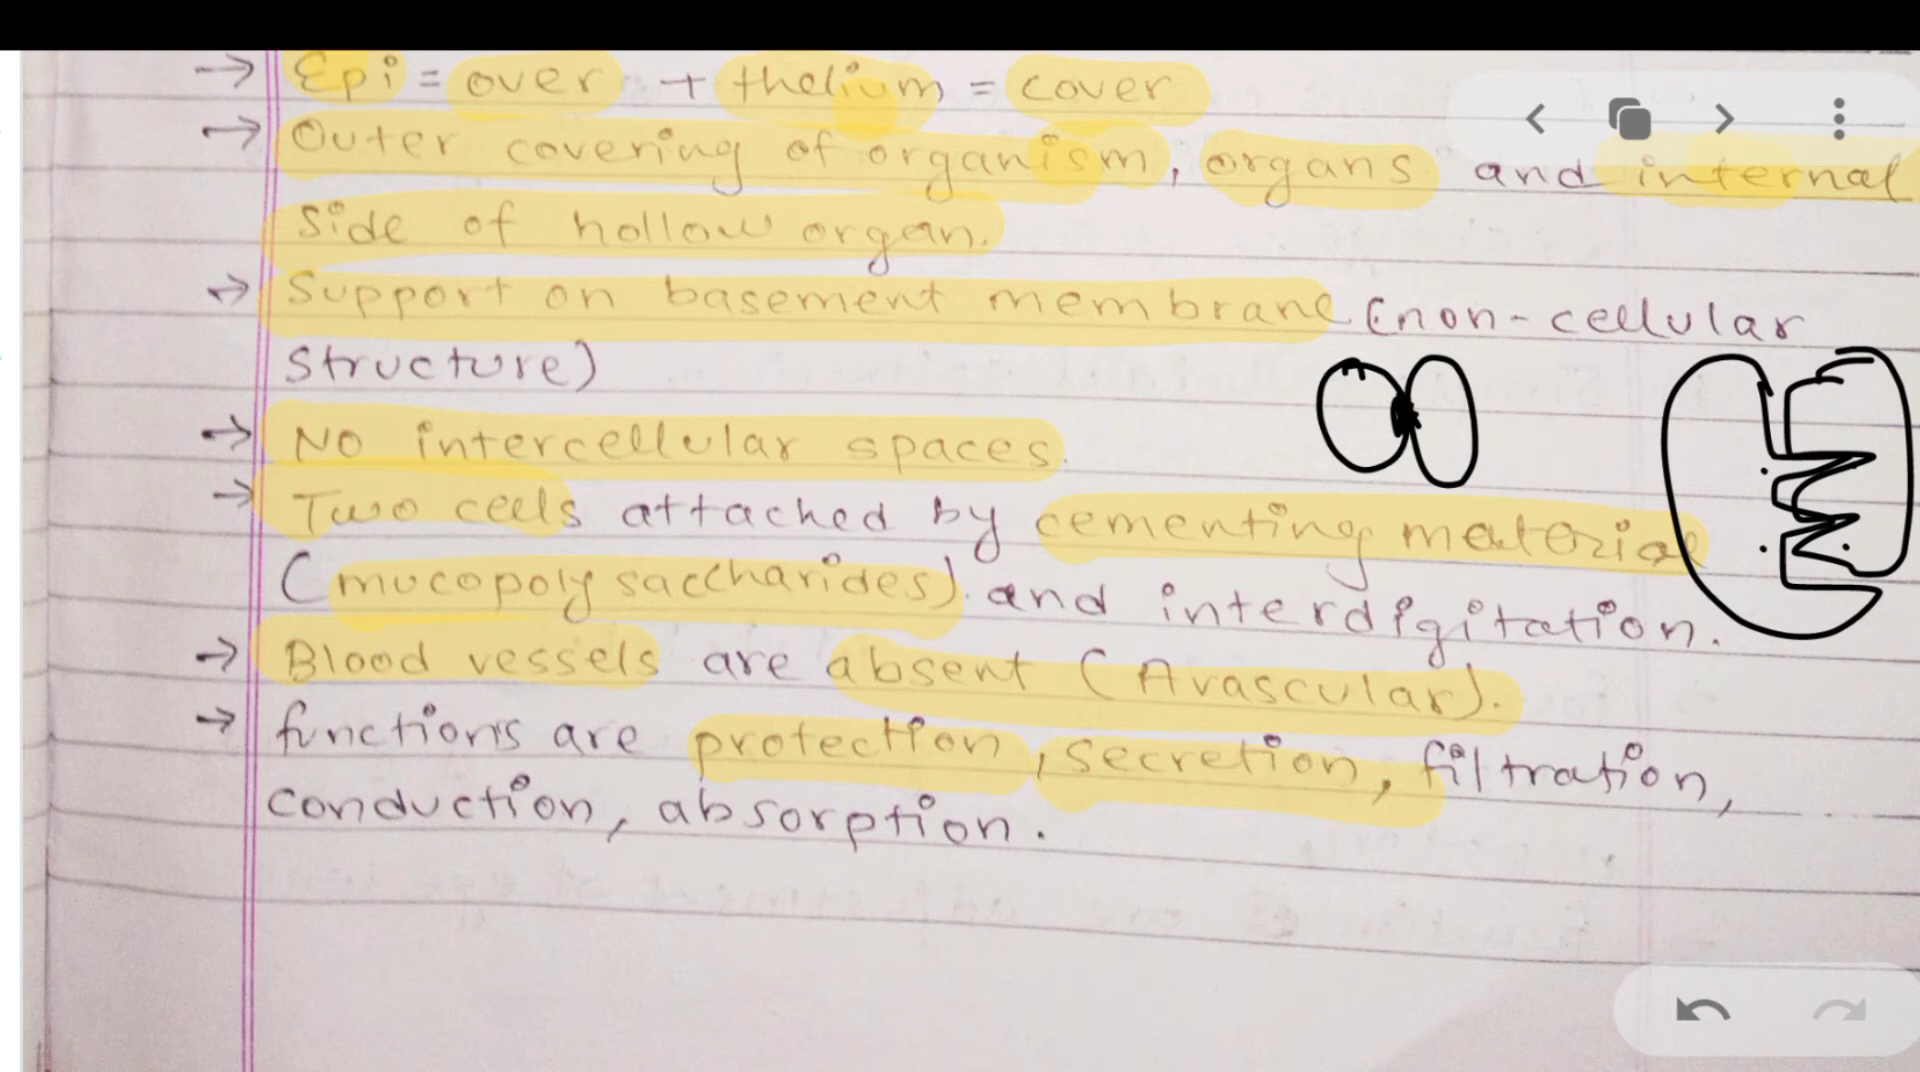 → Epi = over + thelium = cover
→ Outer covering of organism, organs and internal
side of hollow organ.
→ Support on basement membrane (non-cellular
structure)
→ No intercellular spaces.
→ Two cells attached by cementing material
(mucopolysaccharides). and interdigitation.
→ Blood vessels are absent (Avascular).
→ functions are protection, secretion, filtration,
conduction, absorption.